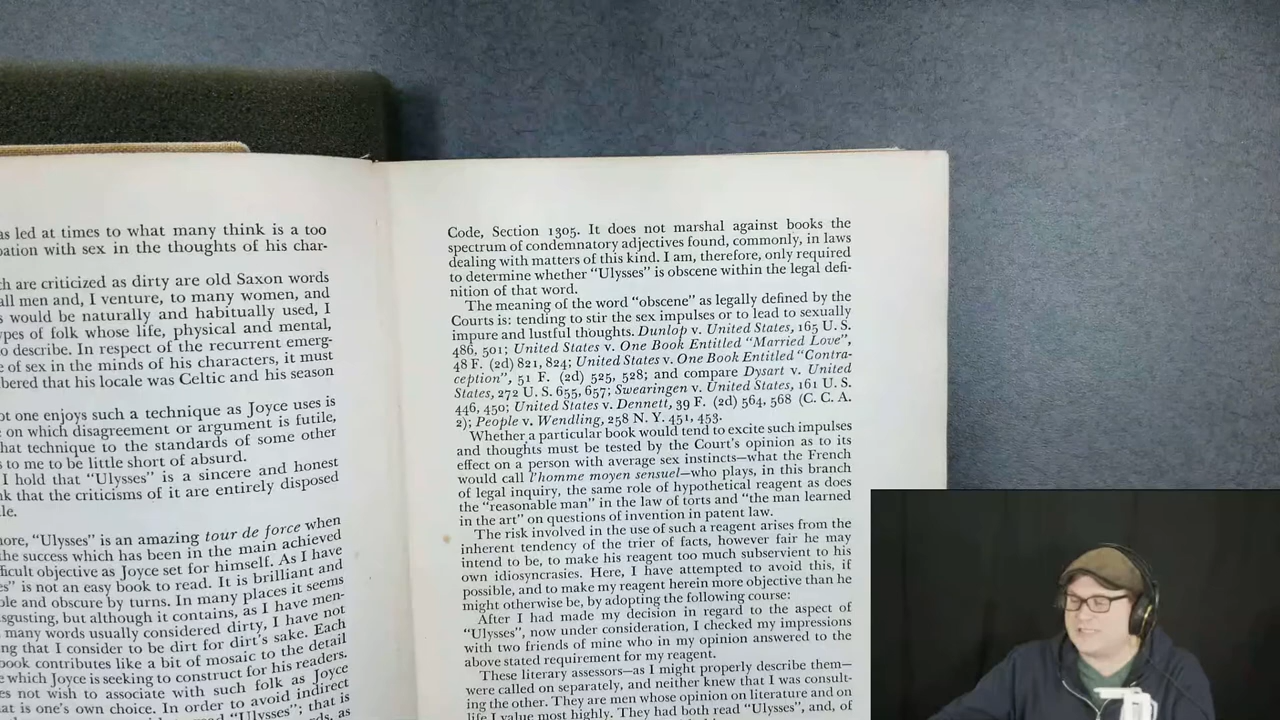 as led at times to what many think is a too
pation with sex in the thoughts of his char-
ch are criticized as dirty are old Saxon words
all men and, I venture, to many women, and
s would be naturally and habitually used, I
ypes of folk whose life, physical and mental,
o describe. In respect of the recurrent emerg-
e of sex in the minds of his characters, it must
bered that his locale was Celtic and his season
ot one enjoys such a technique as Joyce uses is
e on which disagreement or argument is futile,
hat technique to the standards of some other
s to me to be little short of absurd.
I hold that "Ulysses" is a sincere and honest
nk that the criticisms of it are entirely disposed
le.
more, "Ulysses" is an amazing tour de force when
the success which has been in the main achieved
fficult objective as Joyce set for himself. As I have
es" is not an easy book to read. It is brilliant and
ble and obscure by turns. In many places it seems
sgusting, but although it contains, as I have men-
many words usually considered dirty, I have not
ng that I consider to be dirt for dirt's sake. Each
book contributes like a bit of mosaic to the detail
e which Joyce is seeking to construct for his readers.
es not wish to associate with such folk as Joyce
at is one's own choice. In order to avoid indirect
"Ulysses"; that is
as
Code, Section 1305. It does not marshal against books the
spectrum of condemnatory adjectives found, commonly, in laws
dealing with matters of this kind. I am, therefore, only required
to determine whether "Ulysses" is obscene within the legal defi-
nition of that word.
The meaning of the word "obscene" as legally defined by the
Courts is: tending to stir the sex impulses or to lead to sexually
impure and lustful thoughts. Dunlop v. United States, 165 U. S.
486, 501; United States v. One Book Entitled "Married Love",
48 F. (2d) 821, 824; United States v. One Book Entitled "Contra-
ception", 51 F. (2d) 525, 528; and compare Dysart v. United
States, 272 U. S. 655, 657; Swearingen v. United States, 161 U. S.
446, 450; United States v. Dennett, 39 F. (2d) 564, 568 (C. C. A.
2); People v. Wendling, 258 N. Y. 451, 453.
Whether a particular book would tend to excite such impulses
and thoughts must be tested by the Court's opinion as to its
effect on a person with average sex instincts—what the French
would call l'homme moyen sensuel—who plays, in this branch
of legal inquiry, the same role of hypothetical reagent as does
the "reasonable man" in the law of torts and "the man learned
in the art" on questions of invention in patent law.
The risk involved in the use of such a reagent arises from the
inherent tendency of the trier of facts, however fair he may
intend to be, to make his reagent too much subservient to his
own idiosyncrasies. Here, I have attempted to avoid this, if
possible, and to make my reagent herein more objective than he
might otherwise be, by adopting the following course:
After I had made my decision in regard to the aspect of
"Ulysses", now under consideration, I checked my impressions
with two friends of mine who in my opinion answered to the
above stated requirement for my reagent.
These literary assessors—as I might properly describe them—
were called on separately, and neither knew that I was consult-
ing the other. They are men whose opinion on literature and on
life I value most highly. They had both read "Ulysses", and, of